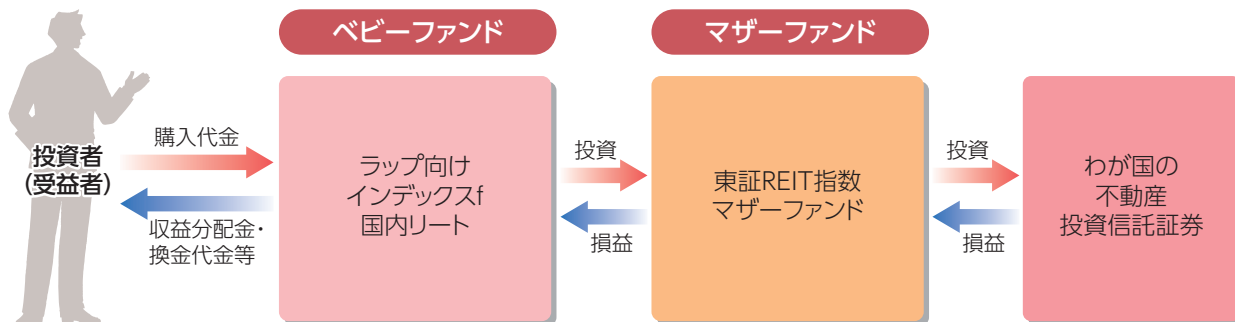 ベビーファンド
マザーファンド
投資者
(受益者)
購入代金
収益分配金・
換金代金等
ラップ向け
インデックスf
国内リート
投資
損益
東証REIT指数
マザーファンド
投資
損益
わが国の
不動産
投資信託証券